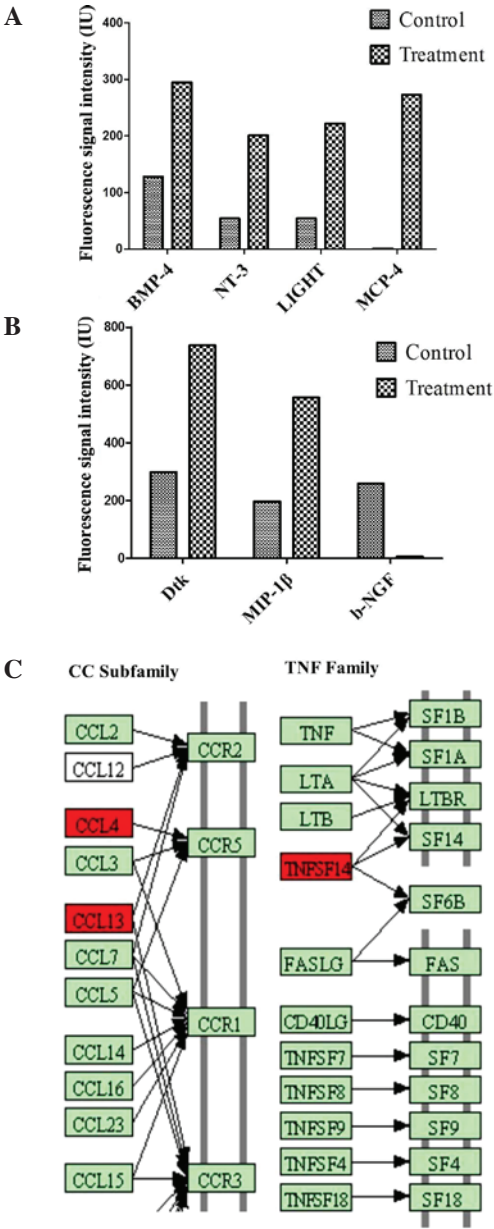 A
Fluorescence signal intensity (IU)
400
300
200
100
0
Control
Treatment
BMP-4
NT-3
LIGHT
MCP-4
B
Fluorescence signal intensity (IU)
800
600
400
200
0
Control
Treatment
Dtk
MIP-1β
b-NGF
C
CC Subfamily
CCL2
CCL12
CCL4
CCL3
CCL13
CCL7
CCL5
CCL14
CCL16
CCL23
CCL15
CCR2
CCR5
CCR1
CCR3
TNF Family
TNF
LTA
LTB
TNFSF14
FASLG
CD40LG
TNFSF7
TNFSF8
TNFSF9
TNFSF4
TNFSF18
SF1B
SF1A
LTBR
SF14
SF6B
FAS
CD40
SF7
SF8
SF9
SF4
SF18